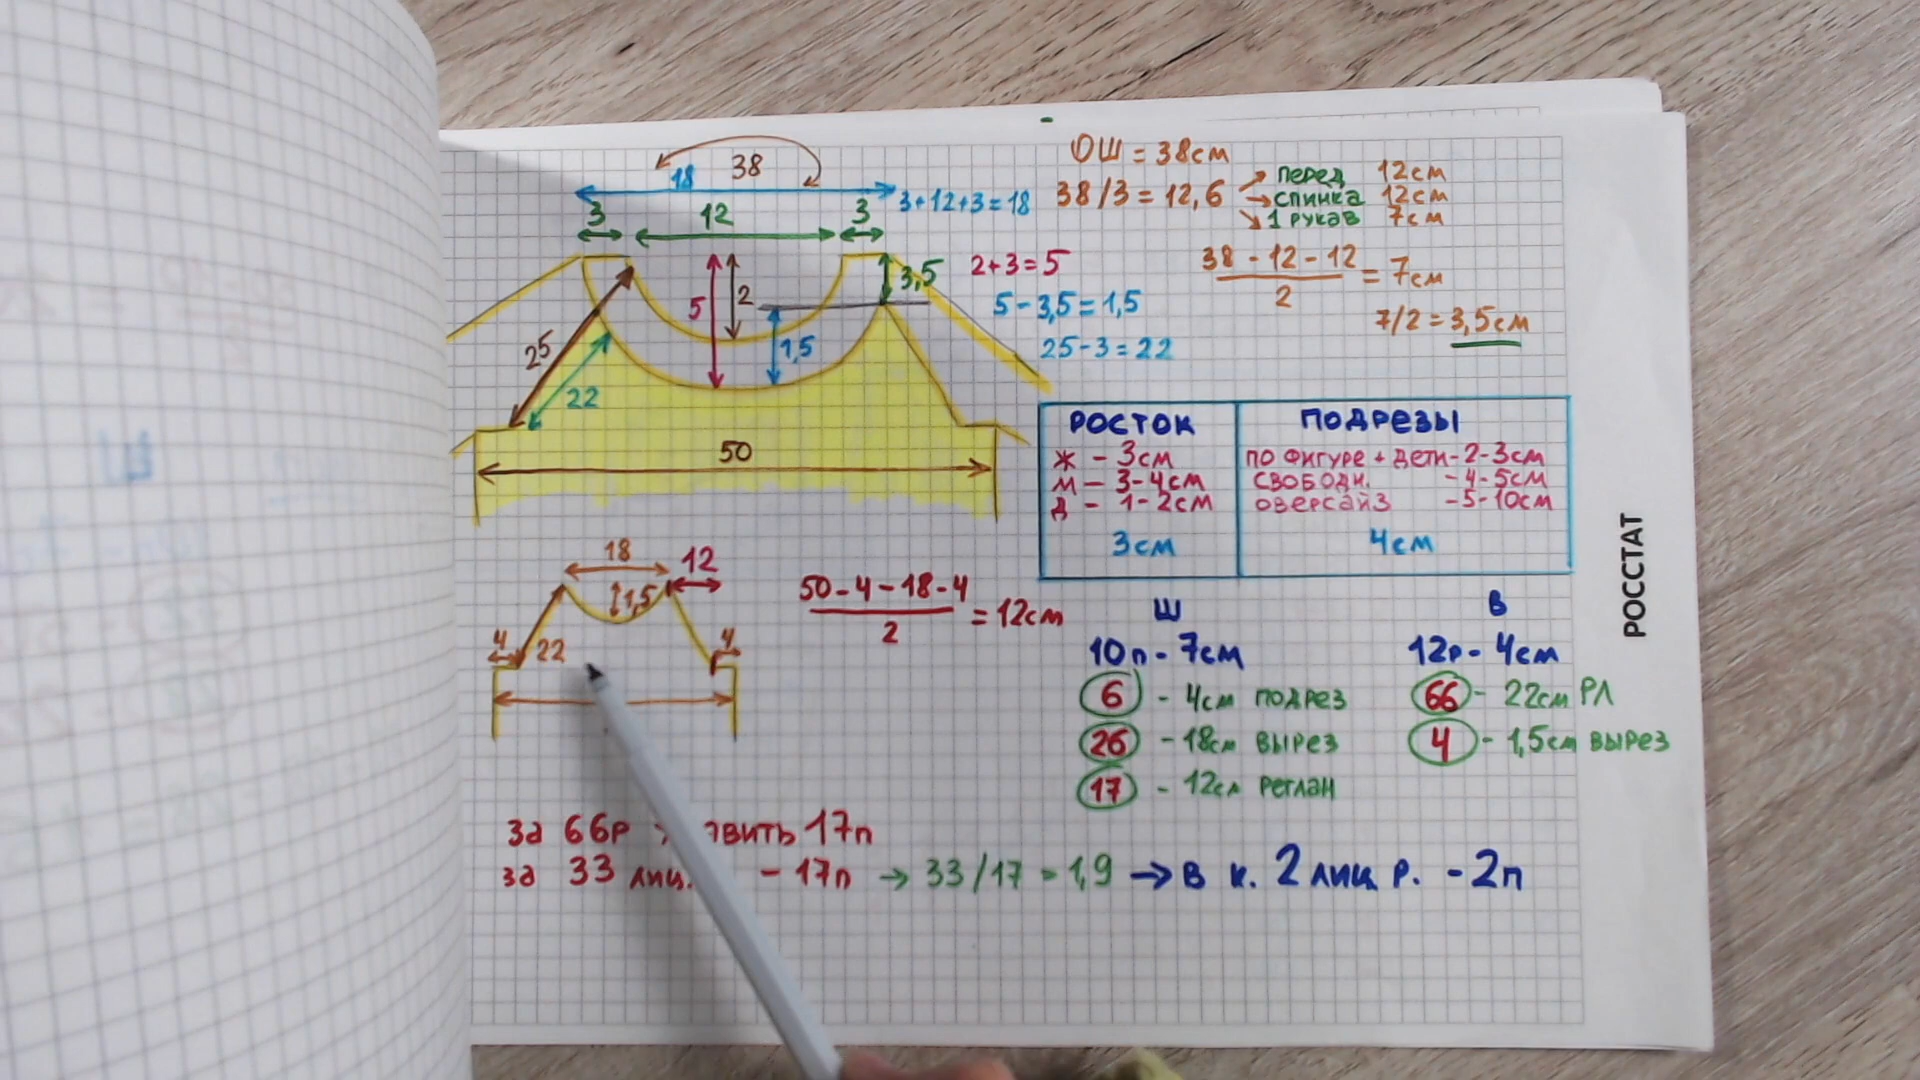 38
18
3+12+3=18
3 12 3
ОШ = 38см
38/3 = 12,6
перед 12см
спинка 12см
1 рукав 7см
38-12-12
2
= 7см
7/2 = 3,5см
5 2 3,5
2+3=5
5-3,5=1,5
25-3=22
1,5
25
22
50
РОСТОК
Ж - 3см
М - 3-4см
Д - 1-2см
3см
ПОДРЕЗЫ
ПО ФИГУРЕ + ДЕТИ-2-3см
СВОБОДН. -4-5см
ОВЕРСАЙЗ -5-10см
4см
18 12
1,5
4 22 4
50-4-18-4
2
= 12см
Ш
10п - 7см
6 - 4см подрез
26 - 18см вырез
17 - 12см реглан
В
12р - 4см
66 - 22см РЛ
4 - 1,5см вырез
за 66р 17п
за 33 лиц. - 17п → 33/17 = 1,9 → в к. 2 лиц р. - 2п
РОССТАТ